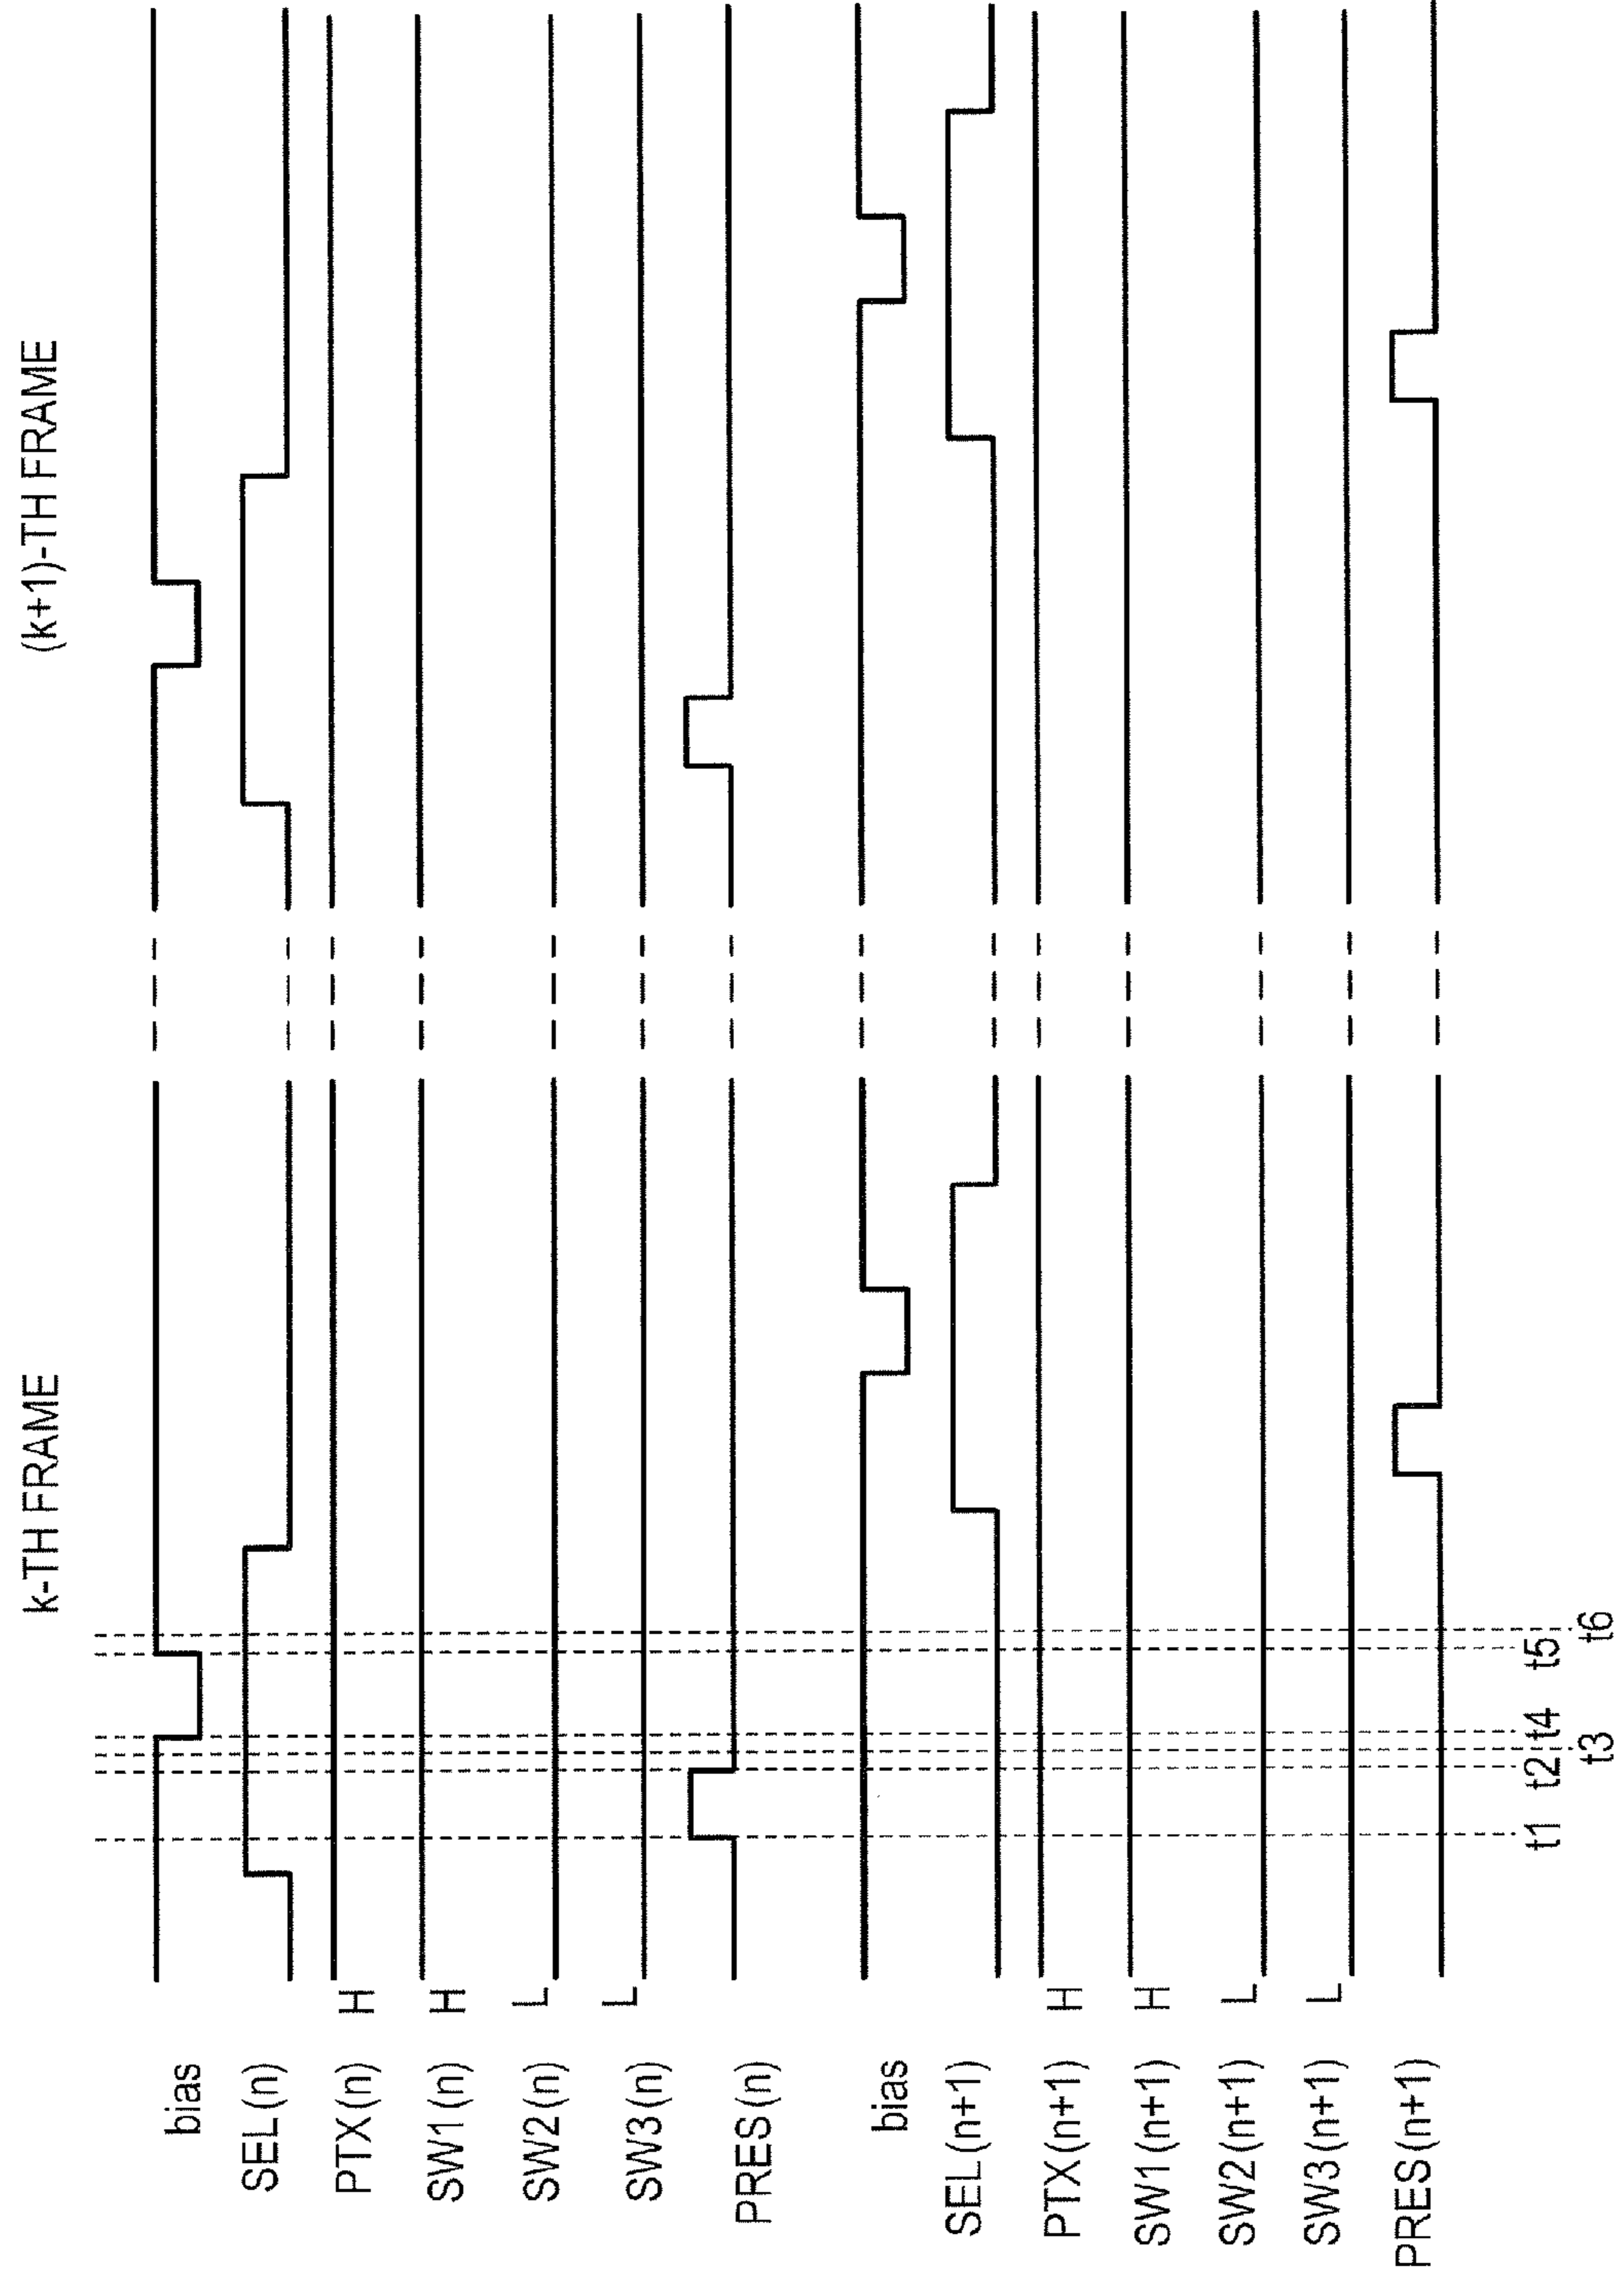 k-TH FRAME
(k+1)-TH FRAME
bias
SEL(n)
PTX(n) H
SW1(n) H
SW2(n) L
SW3(n) L
PRES(n)
bias
SEL(n+1)
PTX(n+1) H
SW1(n+1) H
SW2(n+1) L
SW3(n+1) L
PRES(n+1)
t1 t2 t4 t5
t3 t6